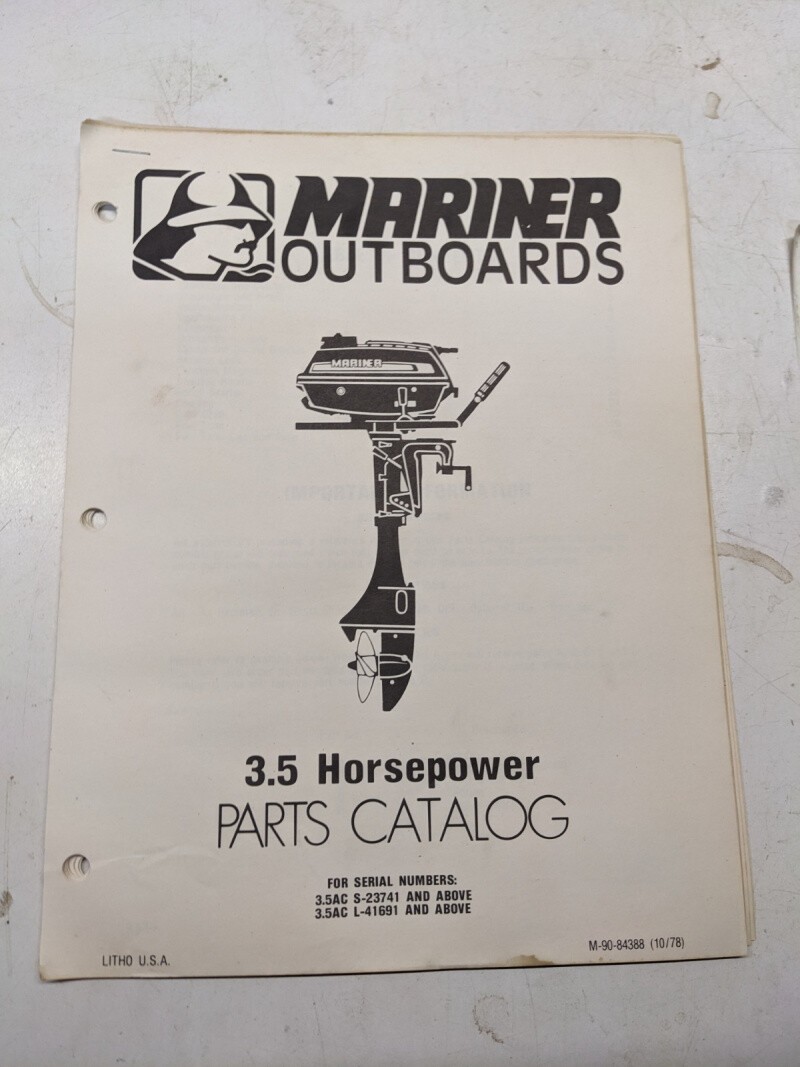 MARINER
OUTBOARDS
MARINER
3.5 Horsepower
PARTS CATALOG
FOR SERIAL NUMBERS:
3.5AC S-23741 AND ABOVE
3.5AC L-41691 AND ABOVE
LITHO U.S.A.
M-90-84388 (10/78)